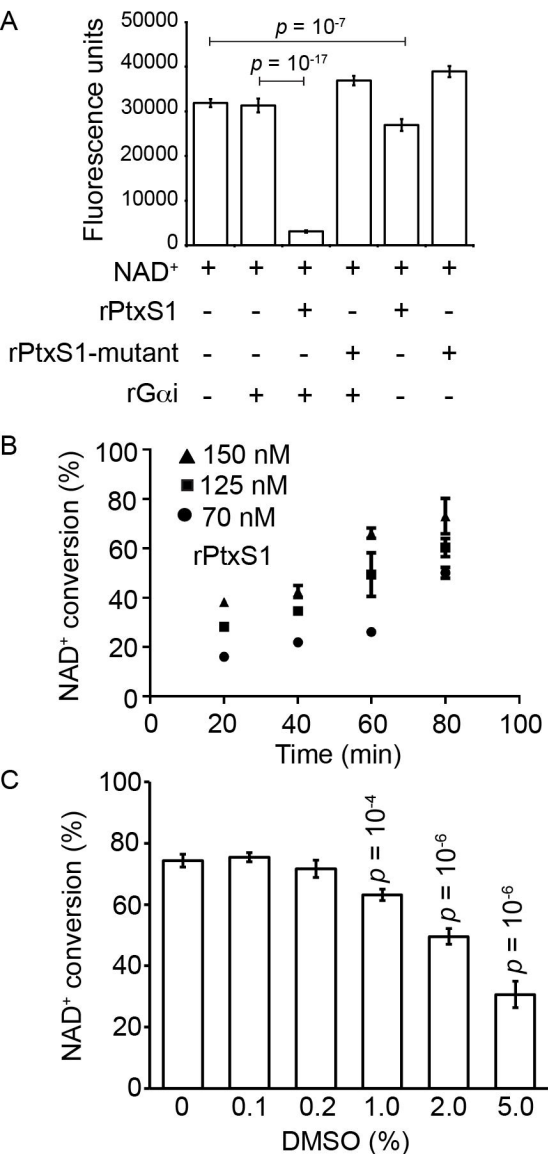 A
Fluorescence units
50000
40000
30000
20000
10000
0
p = 10-7
p = 10-17
NAD+ + + + + + +
rPtxS1 - - + - + -
rPtxS1-mutant - - - + - +
rGαi - + + + - -
B
NAD+ conversion (%)
100
80
60
40
20
0
▲ 150 nM
■ 125 nM
● 70 nM
rPtxS1
0 20 40 60 80 100
Time (min)
C
NAD+ conversion (%)
80
80
60
40
20
0
p = 10-4
p = 10-6
p = 10-6
0 0.1 0.2 1.0 2.0 5.0
DMSO (%)